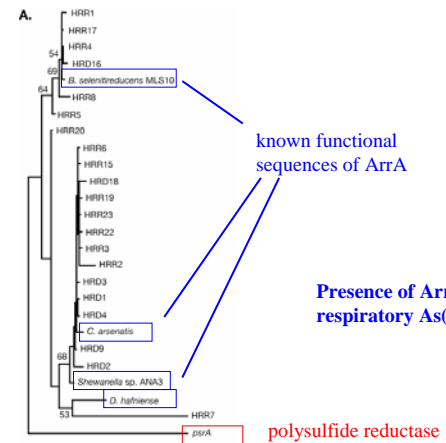 A.
HRR1
HRR17
HRR4
54
HRD16
69
B. selenitireducens MLS10
64
HRR8
HRR5
HRR20
known functional
sequences of ArrA
HRR6
HRR15
HRD18
HRR19
HRR23
HRR22
HRR3
HRR2
HRD3
HRD1
HRD4
Presence of Arr
respiratory As(
C. arsenatis
HRD9
68
HRD2
Shewanella sp. ANA3
D. hafniense
53
HRR7
psrA
polysulfide reductase